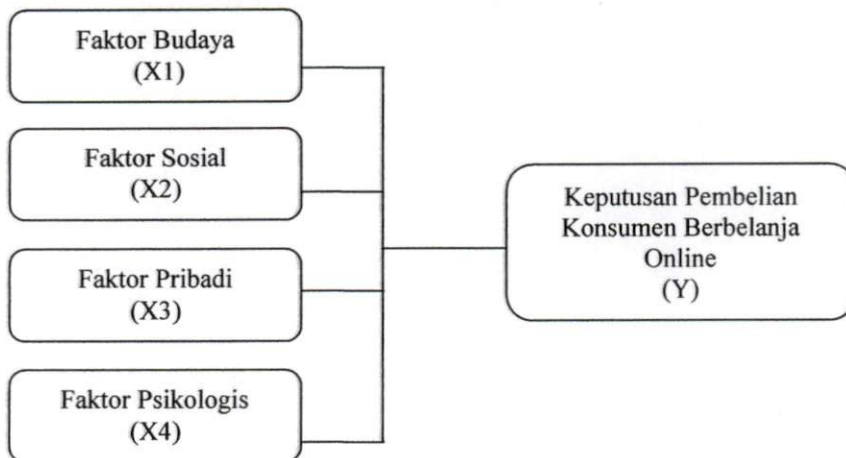 Faktor Budaya
(X1)
Faktor Sosial
(X2)
Faktor Pribadi
(X3)
Faktor Psikologis
(X4)
Keputusan Pembelian
Konsumen Berbelanja
Online
(Y)